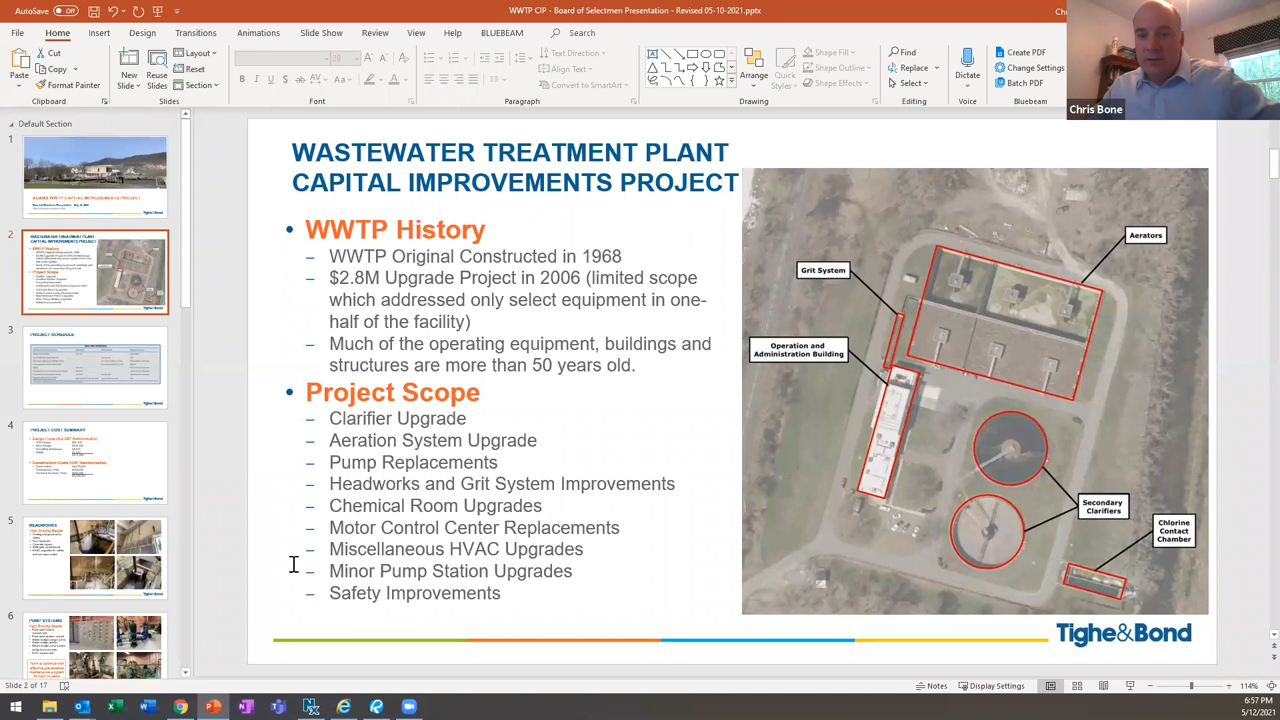 AutoSave
Off
WWTP CIP - Board of Selectmen Presentation - Revised 05-10-2021.pptx
File
Home
Insert
Design
Transitions
Animations
Slide Show
Review
View
Help
BLUEBEAM
Search
Paste
Cut
Copy
Format Painter
Clipboard
New Slide
Reuse Slides
Layout
Reset
Section
Slides
Font
Paragraph
Text Direction
Align Text
Convert to SmartArt
Arrange
Quick Styles
Shape Fill
Shape Outline
Shape Effects
Drawing
Find
Replace
Select
Editing
Dictate
Voice
Create PDF
Change Settings
Batch PDF
Bluebeam
Chris Bone
Default Section
1
2
3
4
5
6
WASTEWATER TREATMENT PLANT
CAPITAL IMPROVEMENTS PROJECT
• WWTP History
– WWTP Original Constructed in 1968
– $2.8M Upgrade Project in 2006 (limited scope
which addressed only select equipment in one-
half of the facility)
– Much of the operating equipment, buildings and
structures are more than 50 years old.
• Project Scope
– Clarifier Upgrade
– Aeration System Upgrade
– Pump Replacements
– Headworks and Grit System Improvements
– Chemical Room Upgrades
– Motor Control Center Replacements
– Miscellaneous HVAC Upgrades
– Minor Pump Station Upgrades
– Safety Improvements
Aerators
Grit System
Operation and
Administration Building
Secondary
Clarifiers
Chlorine
Contact
Chamber
Tighe&Bond
Slide 2 of 17
Notes
Display Settings
114%
6:57 PM
5/12/2021